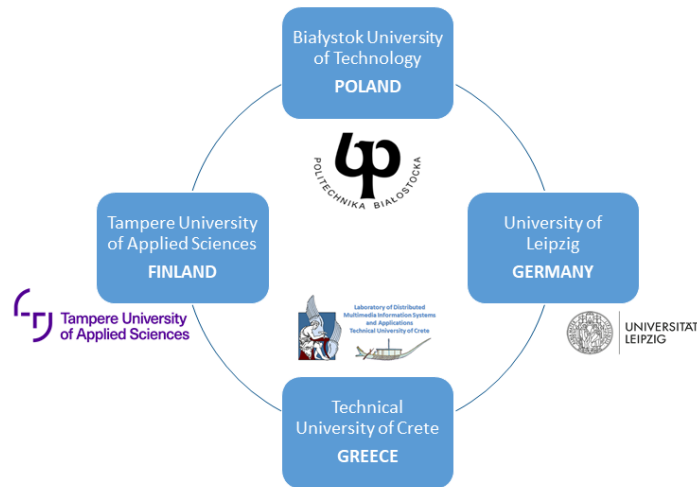 Białystok University
of Technology
POLAND
POLITECHNIKA BIAŁOSTOCKA
Tampere University
of Applied Sciences
FINLAND
University of
Leipzig
GERMANY
Tampere University
of Applied Sciences
Laboratory of Distributed
Multimedia Information Systems
and Applications
Technical University of Crete
UNIVERSITÄT
LEIPZIG
Technical
University of Crete
GREECE